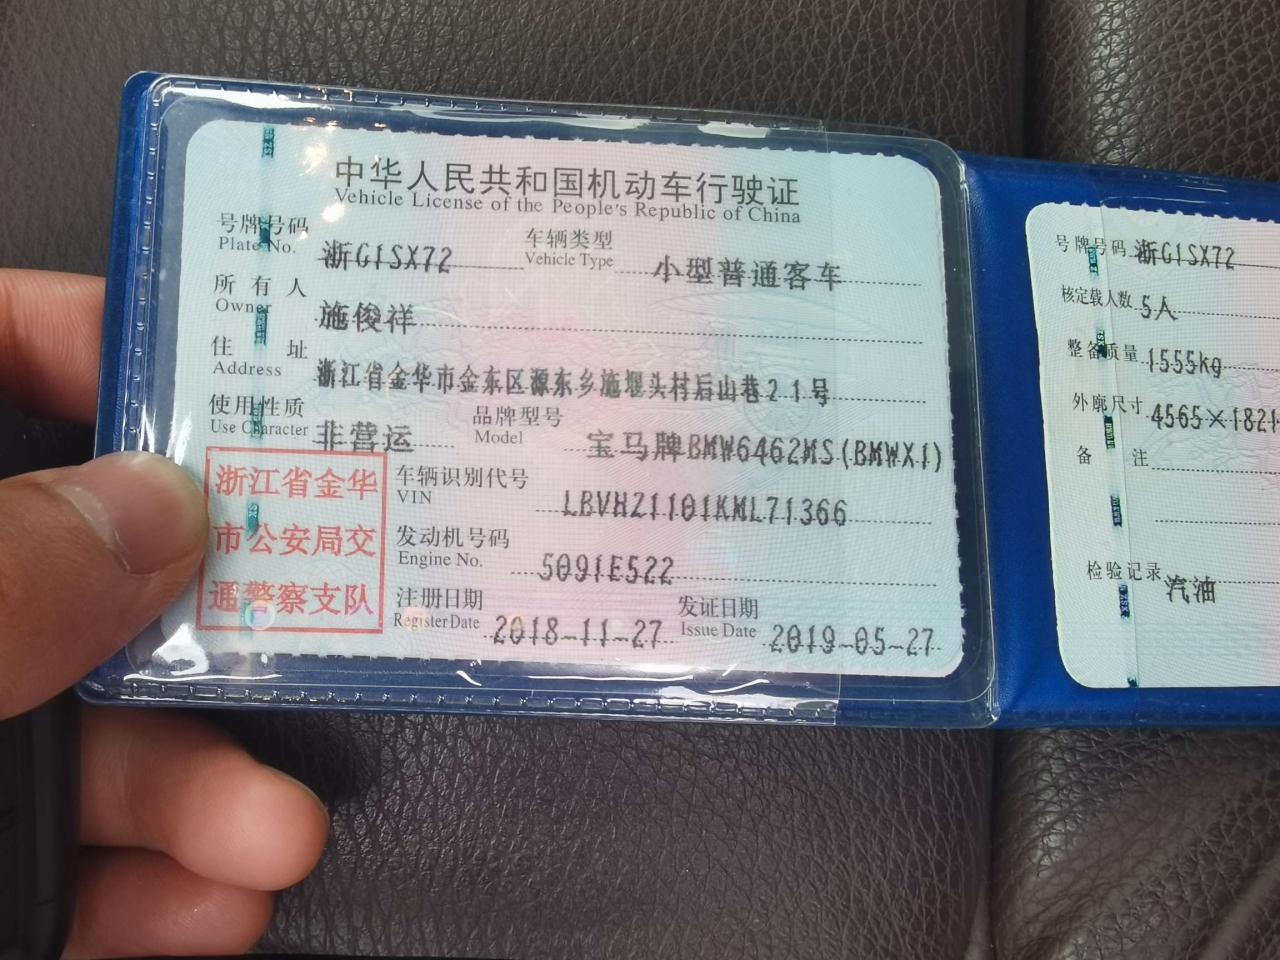 中华人民共和国机动车行驶证
Vehicle License of the People's Republic of China
号牌号码 浙G1SX72 车辆类型 小型普通客车
Plate No. Vehicle Type
所有人 施俊祥
Owner
住址 浙江省金华市金东区源东乡施堰头村后山巷21号
Address
使用性质 非营运 品牌型号 宝马牌BMW6462MS(BMWX1)
Use Character Model
浙江省金华
市公安局交
通警察支队
车辆识别代号 LBVHZ1101KML71366
VIN
发动机号码 5091E522
Engine No.
注册日期 2018-11-27 发证日期 2019-05-27
Register Date Issue Date
号牌号码 浙G1SX72
核定载人数 5人
整备质量 1555kg
外廓尺寸 4565×1821
备注
检验记录 汽油